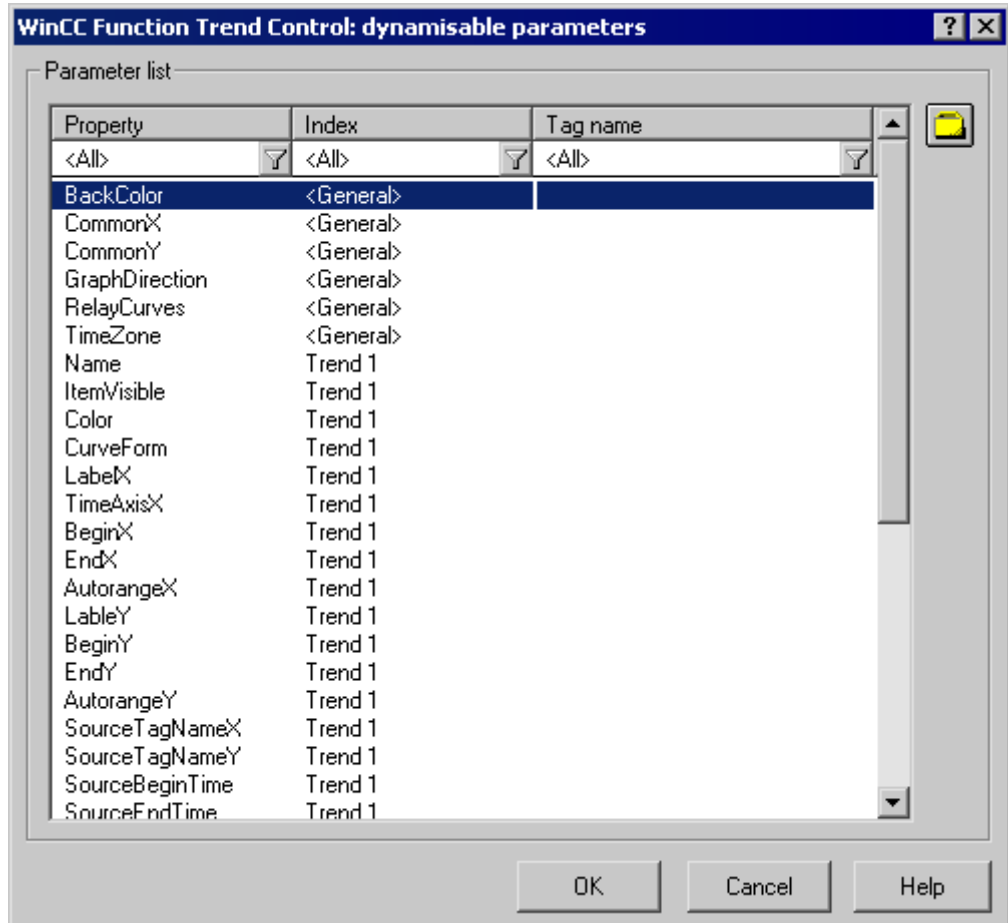 WinCC Function Trend Control: dynamisable parameters
Parameter list
Property Index Tag name
<All> <All> <All>
BackColor <General>
CommonX <General>
CommonY <General>
GraphDirection <General>
RelayCurves <General>
TimeZone <General>
Name Trend 1
ItemVisible Trend 1
Color Trend 1
CurveForm Trend 1
LabelX Trend 1
TimeAxisX Trend 1
BeginX Trend 1
EndX Trend 1
AutorangeX Trend 1
LableY Trend 1
BeginY Trend 1
EndY Trend 1
AutorangeY Trend 1
SourceTagNameX Trend 1
SourceTagNameY Trend 1
SourceBeginTime Trend 1
SourceEndTime Trend 1
OK Cancel Help